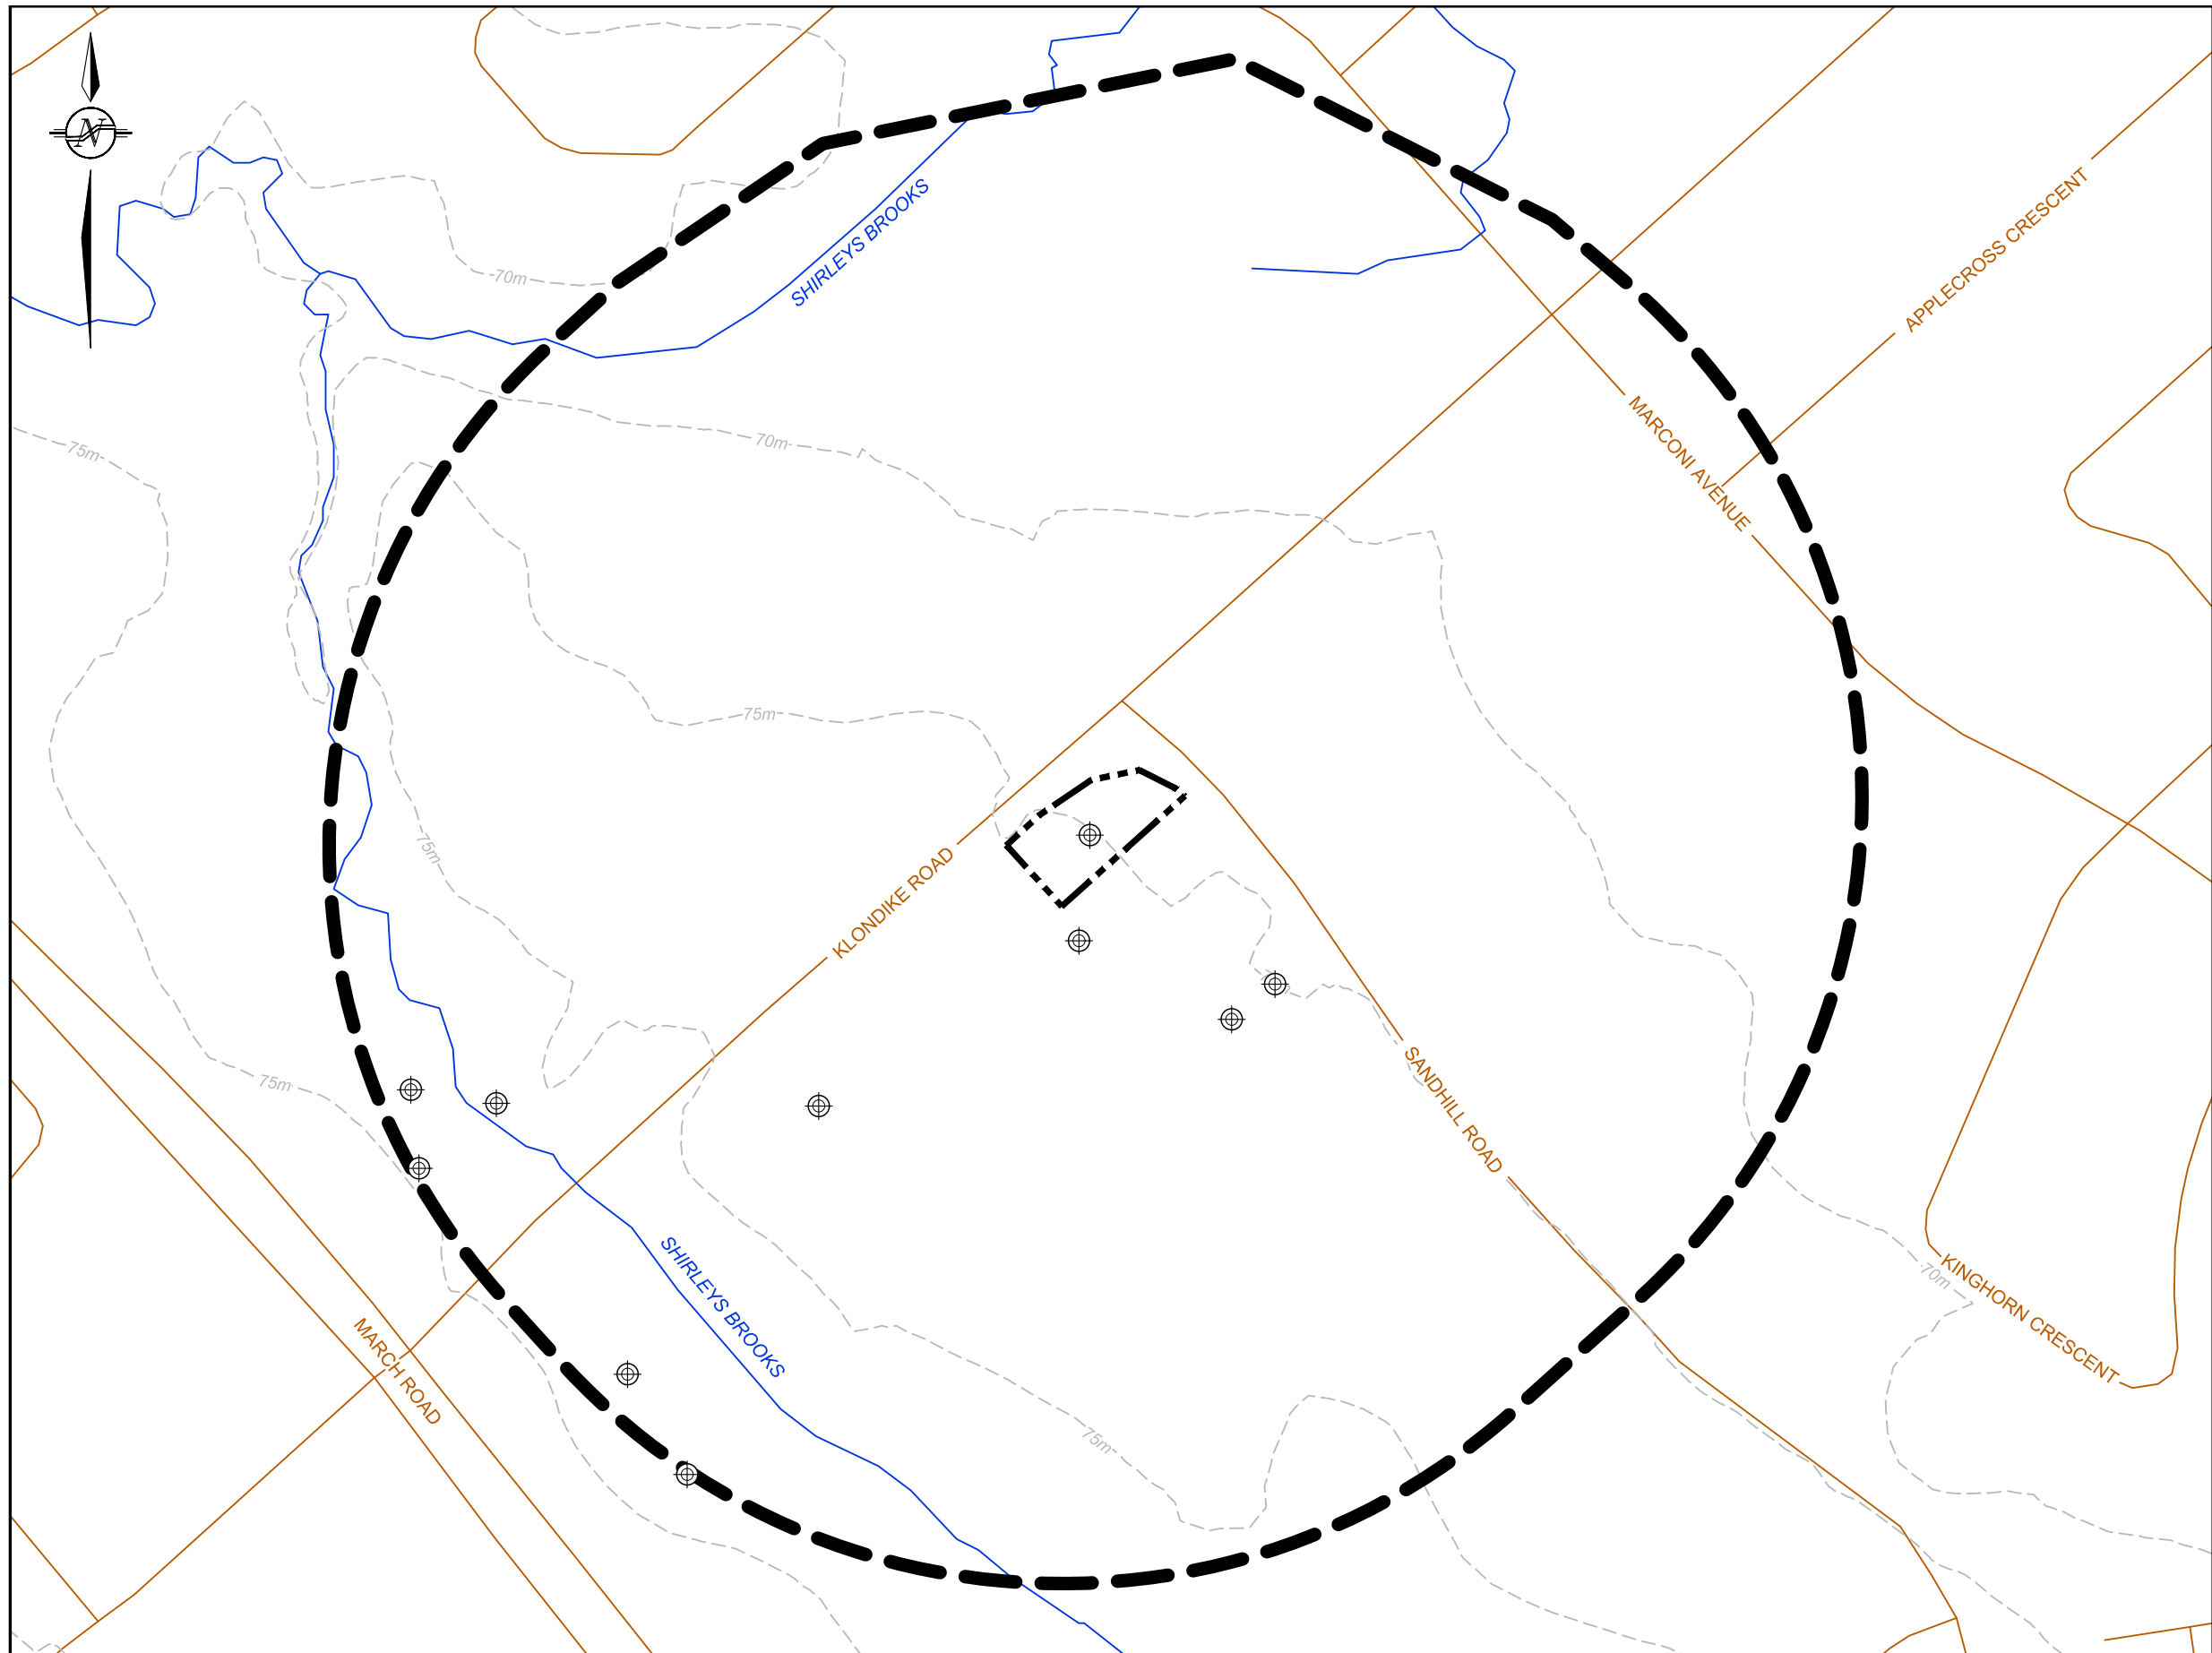 N
SHIRLEYS BROOKS
APPLECROSS CRESCENT
70m
MARCONI AVENUE
70m
75m
75m
KLONDIKE ROAD
75m
75m
SANDHILL ROAD
SHIRLEYS BROOKS
70m
KINGHORN CRESCENT
MARCH ROAD
75m